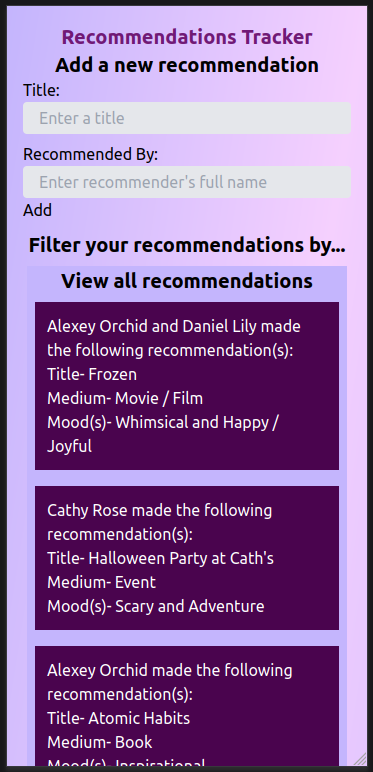 Recommendations Tracker
Add a new recommendation
Title:
Enter a title
Recommended By:
Enter recommender's full name
Add
Filter your recommendations by...
View all recommendations
Alexey Orchid and Daniel Lily made
the following recommendation(s):
Title- Frozen
Medium- Movie / Film
Mood(s)- Whimsical and Happy /
Joyful
Cathy Rose made the following
recommendation(s):
Title- Halloween Party at Cath's
Medium- Event
Mood(s)- Scary and Adventure
Alexey Orchid made the following
recommendation(s):
Title- Atomic Habits
Medium- Book
Mood(s)- Inspirational